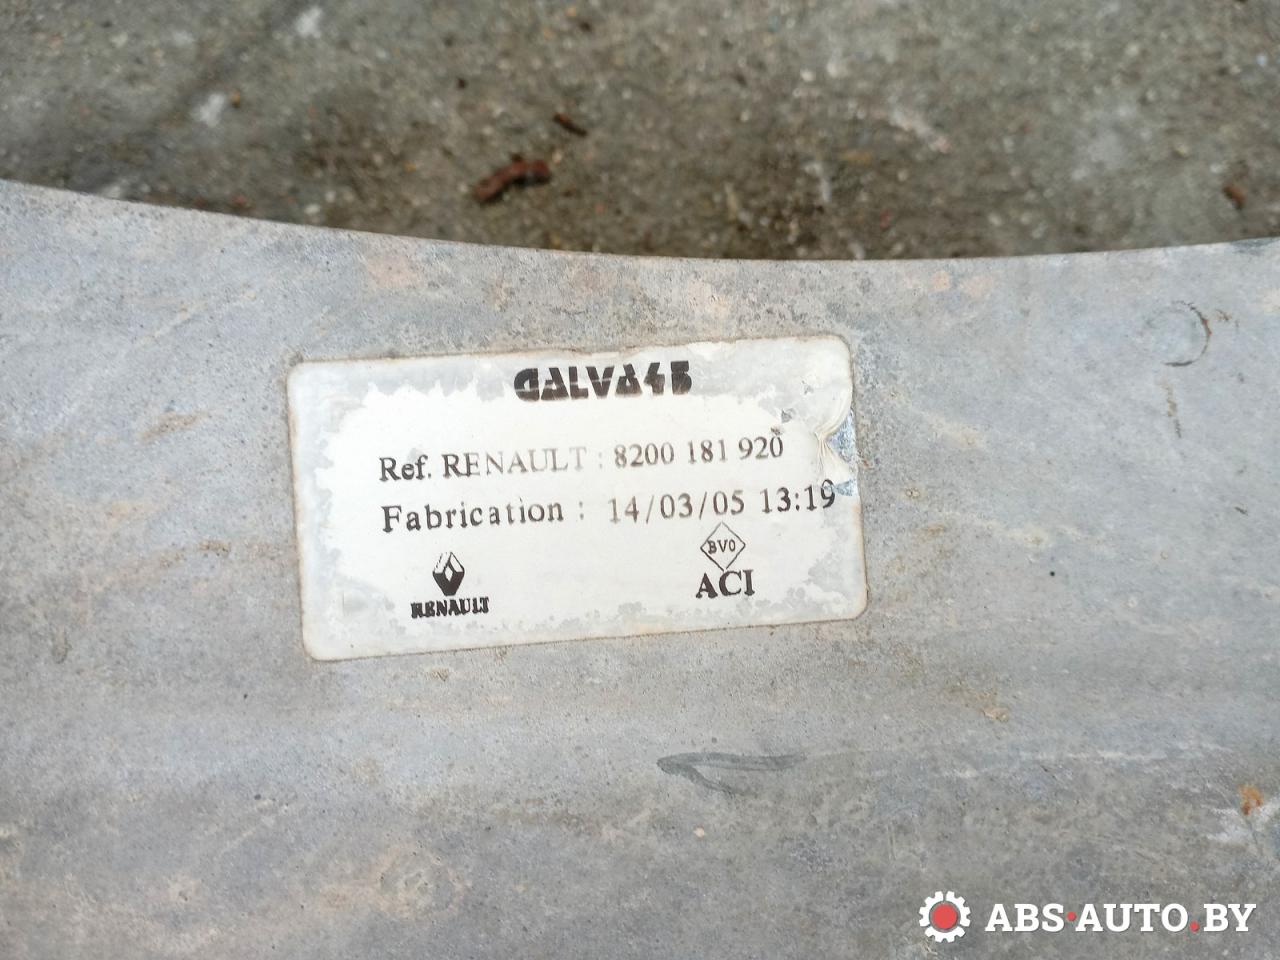 GALVA45
Ref. RENAULT : 8200 181 920
Fabrication : 14/03/05 13:19
BVO
RENAULT
ACI
ABS·AUTO.BY